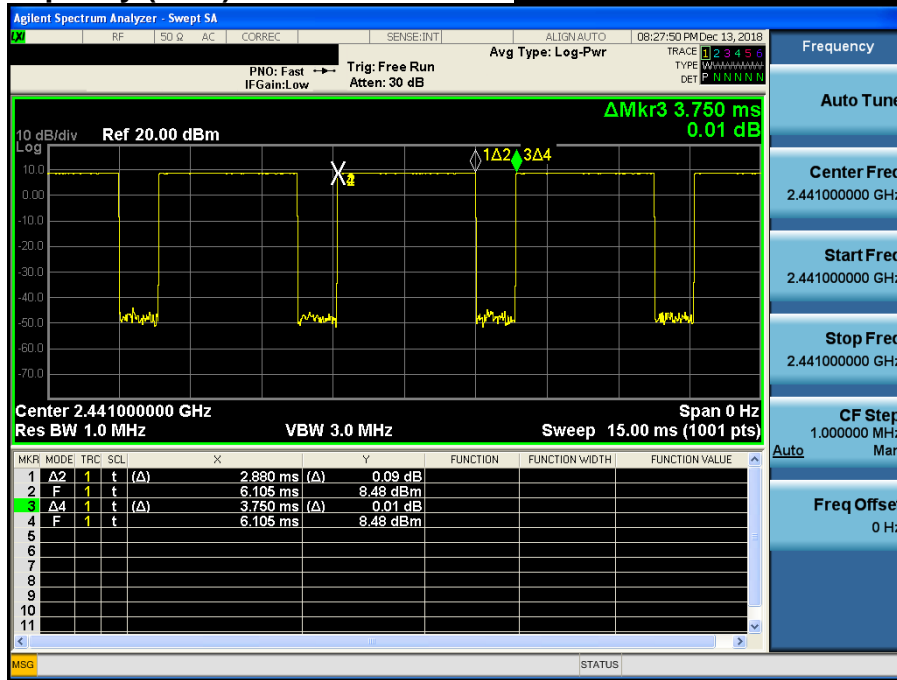 Agilent Spectrum Analyzer - Swept SA
LXI RF 50 Ω AC CORREC SENSE:INT ALIGN AUTO 08:27:50 PM Dec 13, 2018
Avg Type: Log-Pwr
TRACE 1 2 3 4 5 6
TYPE W
DET P N N N N N
PNO: Fast
IFGain:Low
Trig: Free Run
Atten: 30 dB
ΔMkr3 3.750 ms
0.01 dB
10 dB/div Ref 20.00 dBm
Log
1Δ2 3Δ4
10.0
0.00
-10.0
-20.0
-30.0
-40.0
-50.0
-60.0
-70.0
Center 2.441000000 GHz Span 0 Hz
Res BW 1.0 MHz VBW 3.0 MHz Sweep 15.00 ms (1001 pts)
MKR MODE TRC SCL X Y FUNCTION FUNCTION WIDTH FUNCTION VALUE
1 Δ2 1 t (Δ) 2.880 ms (Δ) 0.09 dB
2 F 1 t 6.105 ms 8.48 dBm
3 Δ4 1 t (Δ) 3.750 ms (Δ) 0.01 dB
4 F 1 t 6.105 ms 8.48 dBm
5
6
7
8
9
10
11
MSG STATUS
Frequency
Auto Tune
Center Freq
2.441000000 GHz
Start Freq
2.441000000 GHz
Stop Freq
2.441000000 GHz
CF Step
1.000000 MHz
Auto Man
Freq Offset
0 Hz